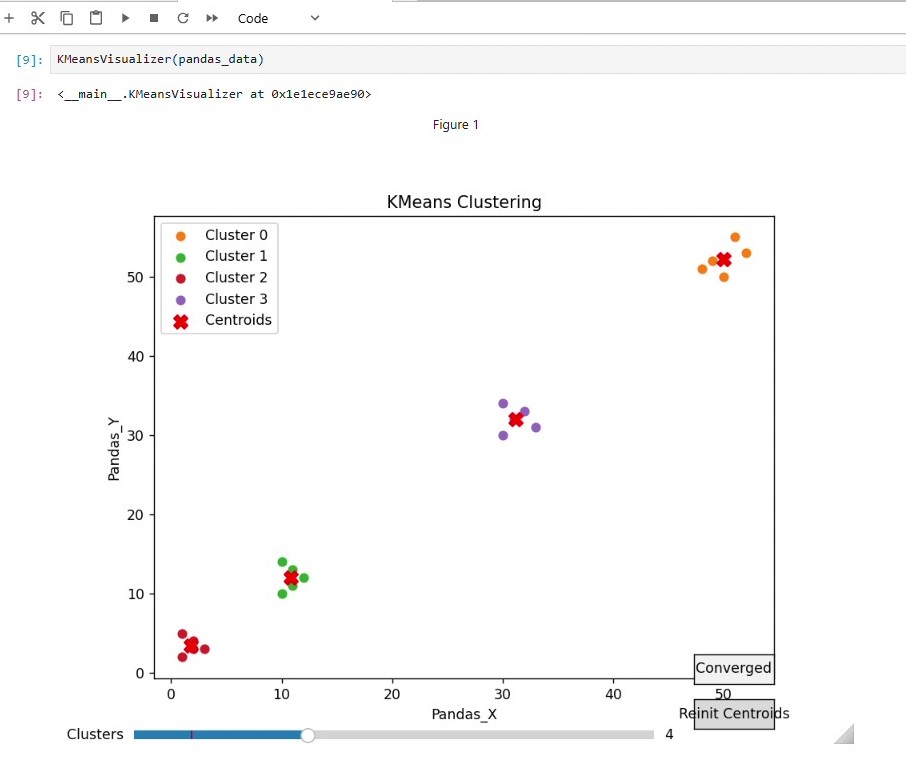 Code
[9]: KMeansVisualizer(pandas_data)
[9]: <__main__.KMeansVisualizer at 0x1e1ece9ae90>
Figure 1
KMeans Clustering
Cluster 0
Cluster 1
Cluster 2
Cluster 3
Centroids
50
40
30
20
10
0
Pandas_Y
0 10 20 30 40 50
Pandas_X
Converged
Reinit Centroids
Clusters 4